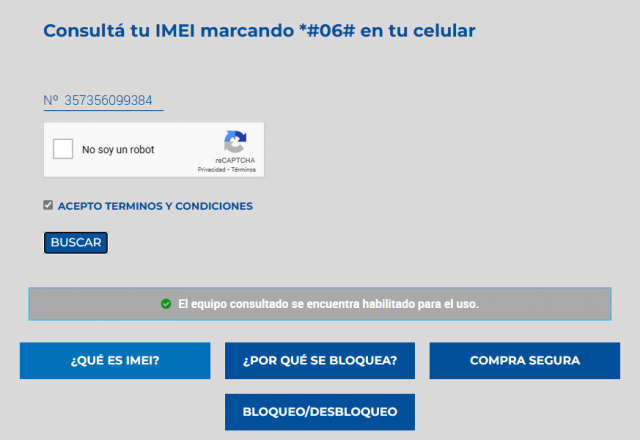 Consultá tu IMEI marcando *#06# en tu celular
Nº 357356099384
No soy un robot
reCAPTCHA
Privacidad • Términos
ACEPTO TERMINOS Y CONDICIONES
BUSCAR
El equipo consultado se encuentra habilitado para el uso.
¿QUÉ ES IMEI?
¿POR QUÉ SE BLOQUEA?
COMPRA SEGURA
BLOQUEO/DESBLOQUEO